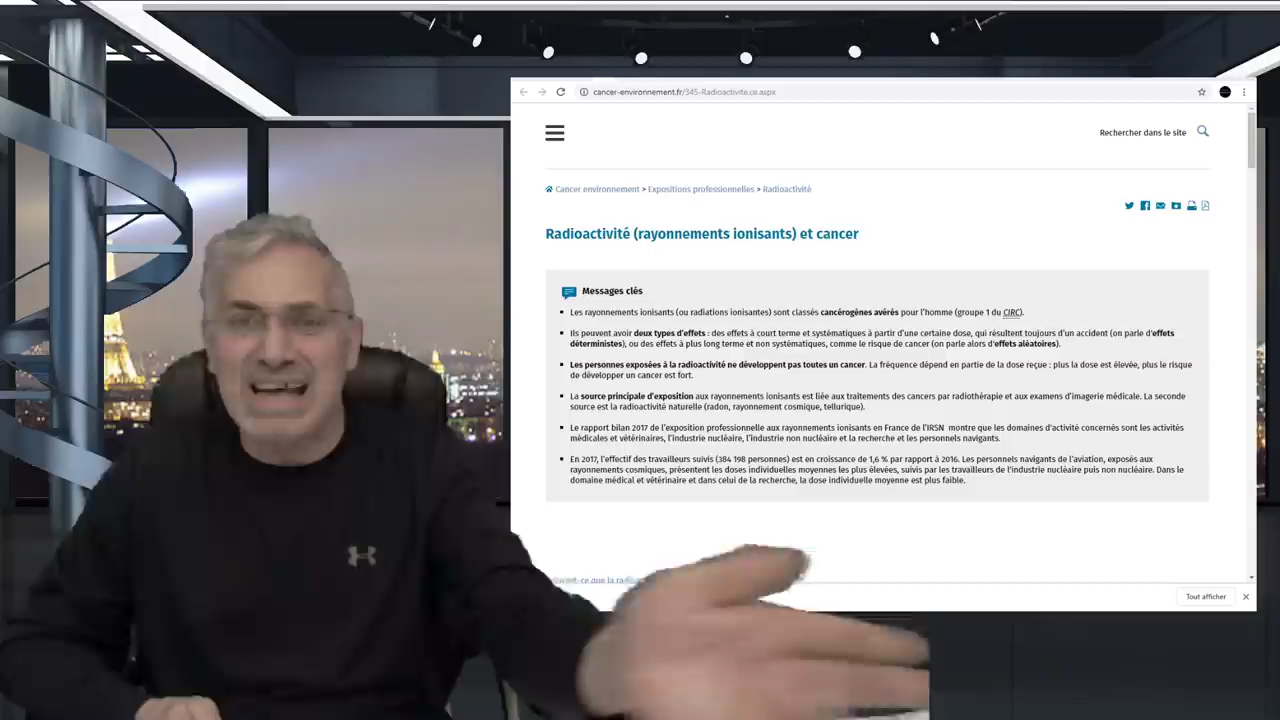 cancer-environnement.fr/345-Radioactivite.ce.aspx
Rechercher dans le site
Cancer environnement > Expositions professionnelles > Radioactivité
Radioactivité (rayonnements ionisants) et cancer
Messages clés
Les rayonnements ionisants (ou radiations ionisantes) sont classés cancérogènes avérés pour l'homme (groupe 1 du CIRC).
Ils peuvent avoir deux types d'effets : des effets à court terme et systématiques à partir d'une certaine dose, qui résultent toujours d'un accident (on parle d'effets
déterministes), ou des effets à plus long terme et non systématiques, comme le risque de cancer (on parle alors d'effets aléatoires).
Les personnes exposées à la radioactivité ne développent pas toutes un cancer. La fréquence dépend en partie de la dose reçue : plus la dose est élevée, plus le risque
de développer un cancer est fort.
La source principale d'exposition aux rayonnements ionisants est liée aux traitements des cancers par radiothérapie et aux examens d'imagerie médicale. La seconde
source est la radioactivité naturelle (radon, rayonnement cosmique, tellurique).
Le rapport bilan 2017 de l'exposition professionnelle aux rayonnements ionisants en France de l'IRSN montre que les domaines d'activité concernés sont les activités
médicales et vétérinaires, l'industrie nucléaire, l'industrie non nucléaire et la recherche et les personnels navigants.
En 2017, l'effectif des travailleurs suivis (384 198 personnes) est en croissance de 1,6 % par rapport à 2016. Les personnels navigants de l'aviation, exposés aux
rayonnements cosmiques, présentent les doses individuelles moyennes les plus élevées, suivis par les travailleurs de l'industrie nucléaire puis non nucléaire. Dans le
domaine médical et vétérinaire et dans celui de la recherche, la dose individuelle moyenne est plus faible.
-ce que la
Tout afficher